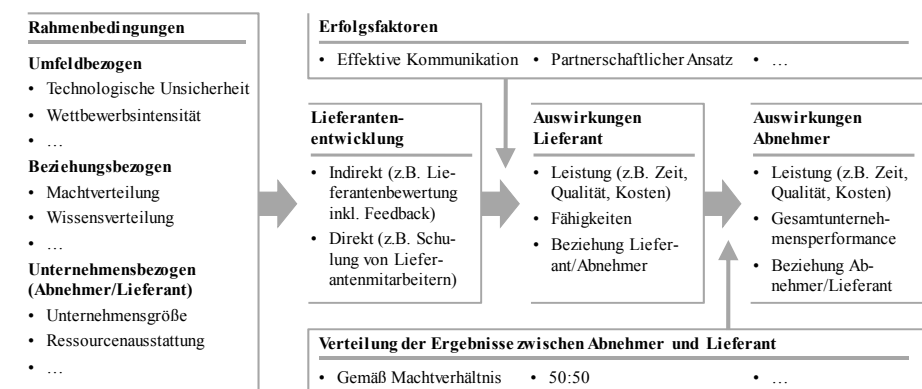 Rahmenbedingungen
Umfeldbezogen
• Technologische Unsicherheit
• Wettbewerbsintensität
• …
Beziehungsbezogen
• Machtverteilung
• Wissensverteilung
• …
Unternehmensbezogen
(Abnehmer/Lieferant)
• Unternehmensgröße
• Ressourcenausstattung
• …
Erfolgsfaktoren
• Effektive Kommunikation • Partnerschaftlicher Ansatz • …
Lieferanten-
entwicklung
• Indirekt (z.B. Lie-
ferantenbewertung
inkl. Feedback)
• Direkt (z.B. Schu-
lung von Liefer-
antenmitarbeitern)
Auswirkungen
Lieferant
• Leistung (z.B. Zeit,
Qualität, Kosten)
• Fähigkeiten
• Beziehung Liefer-
ant/Abnehmer
Auswirkungen
Abnehmer
• Leistung (z.B. Zeit,
Qualität, Kosten)
• Gesamtunterneh-
mensperformance
• Beziehung Ab-
nehmer/Lieferant
Verteilung der Ergebnisse zwischen Abnehmer und Lieferant
• Gemäß Machtverhältnis • 50:50 • …